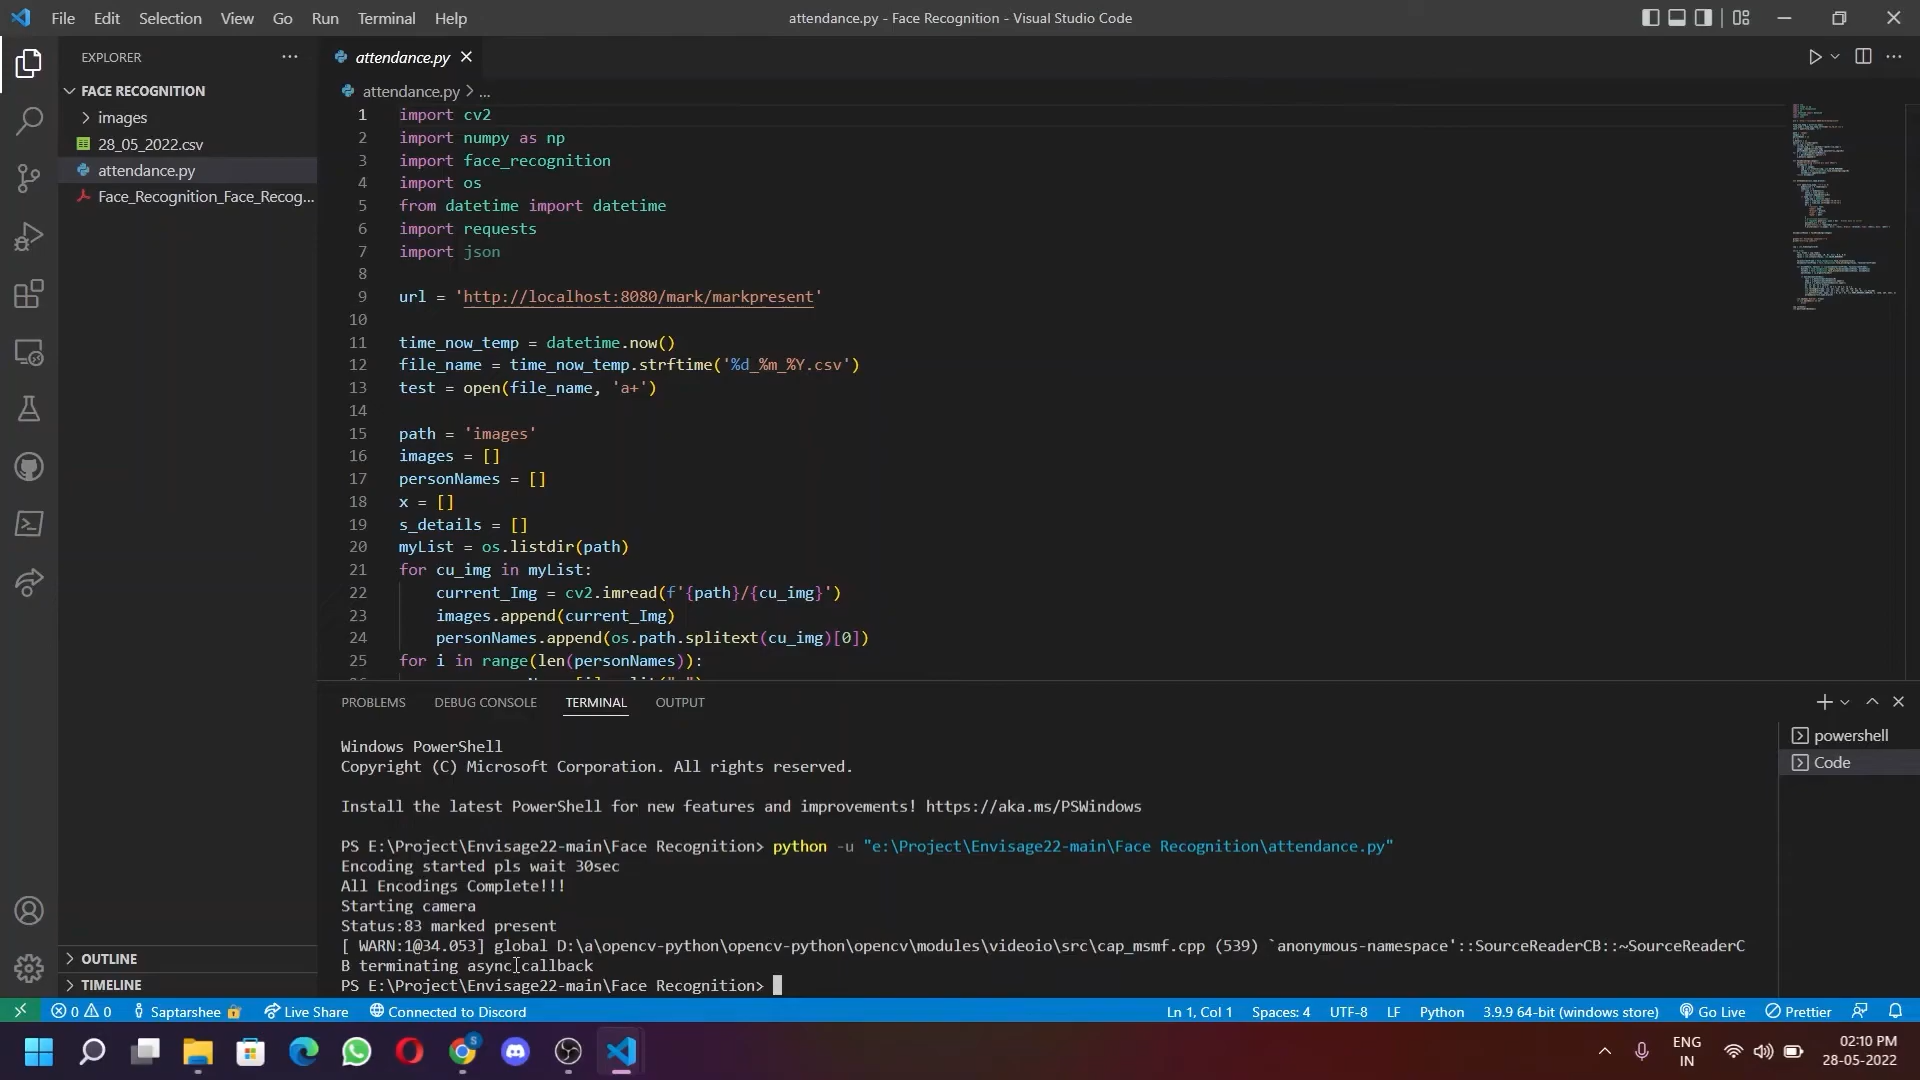 File Edit Selection View Go Run Terminal Help
attendance.py - Face Recognition - Visual Studio Code
EXPLORER
FACE RECOGNITION
images
28_05_2022.csv
attendance.py
Face_Recognition_Face_Recog...
OUTLINE
TIMELINE
attendance.py
attendance.py > ...
1 import cv2
2 import numpy as np
3 import face_recognition
4 import os
5 from datetime import datetime
6 import requests
7 import json
8
9 url = 'http://localhost:8080/mark/markpresent'
10
11 time_now_temp = datetime.now()
12 file_name = time_now_temp.strftime('%d_%m_%Y.csv')
13 test = open(file_name, 'a+')
14
15 path = 'images'
16 images = []
17 personNames = []
18 x = []
19 s_details = []
20 myList = os.listdir(path)
21 for cu_img in myList:
22 current_Img = cv2.imread(f'{path}/{cu_img}')
23 images.append(current_Img)
24 personNames.append(os.path.splitext(cu_img)[0])
25 for i in range(len(personNames)):
PROBLEMS DEBUG CONSOLE TERMINAL OUTPUT
powershell
Code
Windows PowerShell
Copyright (C) Microsoft Corporation. All rights reserved.
Install the latest PowerShell for new features and improvements! https://aka.ms/PSWindows
PS E:\Project\Envisage22-main\Face Recognition> python -u "e:\Project\Envisage22-main\Face Recognition\attendance.py"
Encoding started pls wait 30sec
All Encodings Complete!!!
Starting camera
Status:83 marked present
[ WARN:1@34.053] global D:\a\opencv-python\opencv-python\opencv\modules\videoio\src\cap_msmf.cpp (539) `anonymous-namespace'::SourceReaderCB::~SourceReaderC
B terminating async callback
PS E:\Project\Envisage22-main\Face Recognition>
0 0 Saptarshee Live Share Connected to Discord
Ln 1, Col 1 Spaces: 4 UTF-8 LF Python 3.9.9 64-bit (windows store) Go Live Prettier
S
ENG
IN
02:10 PM
28-05-2022